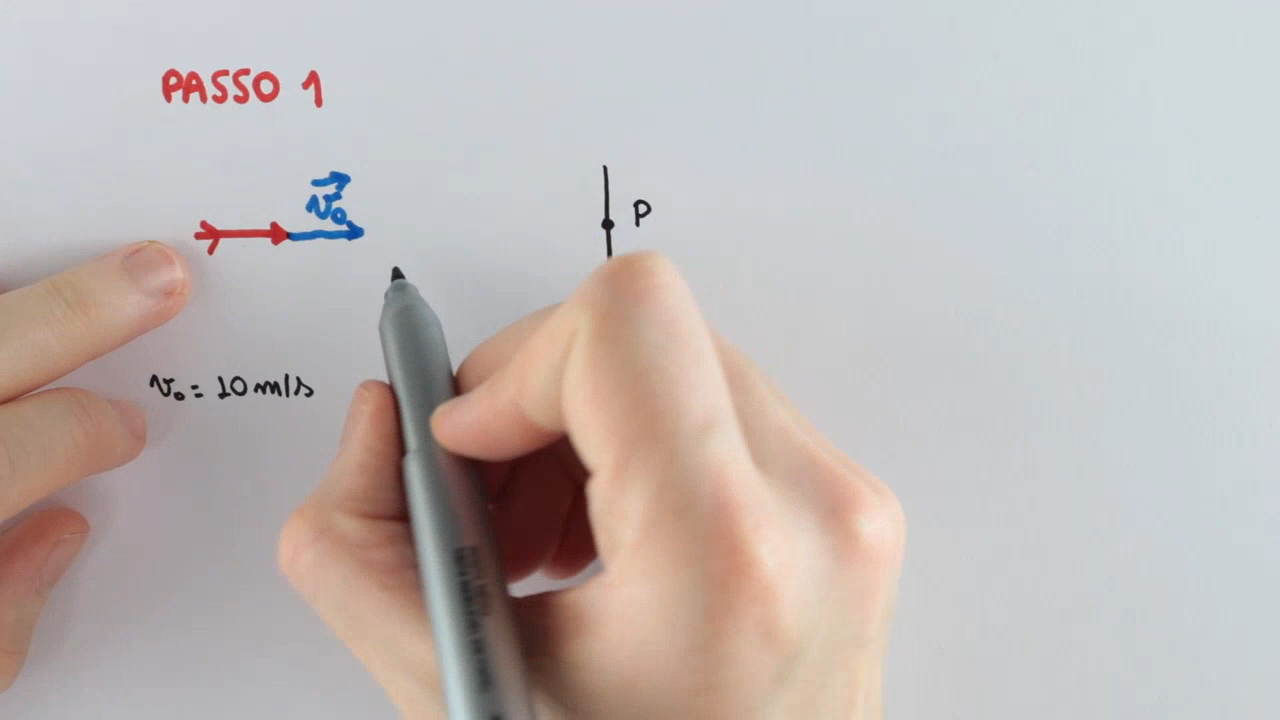 PASSO 1
v₀
P
v₀ = 10 m/s